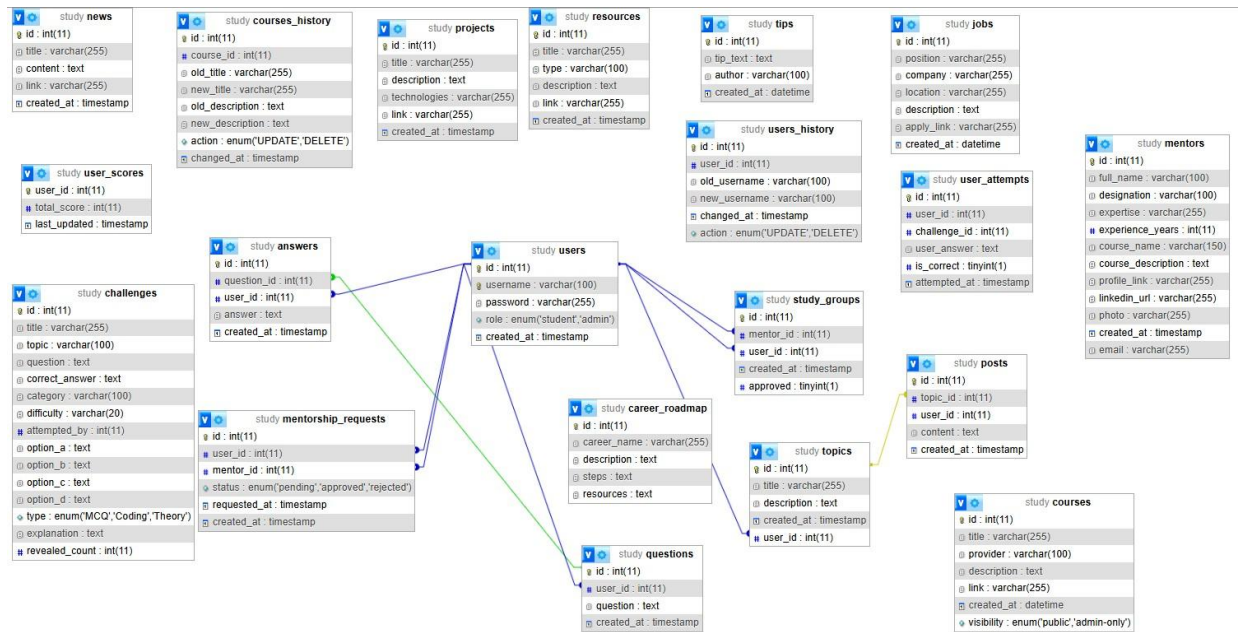 study news
id : int(11)
title : varchar(255)
content : text
link : varchar(255)
created_at : timestamp
study courses_history
id : int(11)
course_id : int(11)
old_title : varchar(255)
new_title : varchar(255)
old_description : text
new_description : text
action : enum('UPDATE','DELETE')
changed_at : timestamp
study projects
id : int(11)
title : varchar(255)
description : text
technologies : varchar(255)
link : varchar(255)
created_at : timestamp
study resources
id : int(11)
title : varchar(255)
type : varchar(100)
description : text
link : varchar(255)
created_at : timestamp
study tips
id : int(11)
tip_text : text
author : varchar(100)
created_at : datetime
study jobs
id : int(11)
position : varchar(255)
company : varchar(255)
location : varchar(255)
description : text
apply_link : varchar(255)
created_at : datetime
study users_history
id : int(11)
user_id : int(11)
old_username : varchar(100)
new_username : varchar(100)
changed_at : timestamp
action : enum('UPDATE','DELETE')
study mentors
id : int(11)
full_name : varchar(100)
designation : varchar(100)
expertise : varchar(255)
experience_years : int(11)
course_name : varchar(150)
course_description : text
profile_link : varchar(255)
linkedin_url : varchar(255)
photo : varchar(255)
created_at : timestamp
email : varchar(255)
study user_scores
user_id : int(11)
total_score : int(11)
last_updated : timestamp
study user_attempts
id : int(11)
user_id : int(11)
challenge_id : int(11)
user_answer : text
is_correct : tinyint(1)
attempted_at : timestamp
study answers
id : int(11)
question_id : int(11)
user_id : int(11)
answer : text
created_at : timestamp
study users
id : int(11)
username : varchar(100)
password : varchar(255)
role : enum('student','admin')
created_at : timestamp
study challenges
id : int(11)
title : varchar(255)
topic : varchar(100)
question : text
correct_answer : text
category : varchar(100)
difficulty : varchar(20)
attempted_by : int(11)
option_a : text
option_b : text
option_c : text
option_d : text
type : enum('MCQ','Coding','Theory')
explanation : text
revealed_count : int(11)
study study_groups
id : int(11)
mentor_id : int(11)
user_id : int(11)
created_at : timestamp
approved : tinyint(1)
study posts
id : int(11)
topic_id : int(11)
user_id : int(11)
content : text
created_at : timestamp
study mentorship_requests
id : int(11)
user_id : int(11)
mentor_id : int(11)
status : enum('pending','approved','rejected')
requested_at : timestamp
created_at : timestamp
study career_roadmap
id : int(11)
career_name : varchar(255)
description : text
steps : text
resources : text
study topics
id : int(11)
title : varchar(255)
description : text
created_at : timestamp
user_id : int(11)
study courses
id : int(11)
title : varchar(255)
provider : varchar(100)
description : text
link : varchar(255)
created_at : datetime
visibility : enum('public','admin-only')
study questions
id : int(11)
user_id : int(11)
question : text
created_at : timestamp